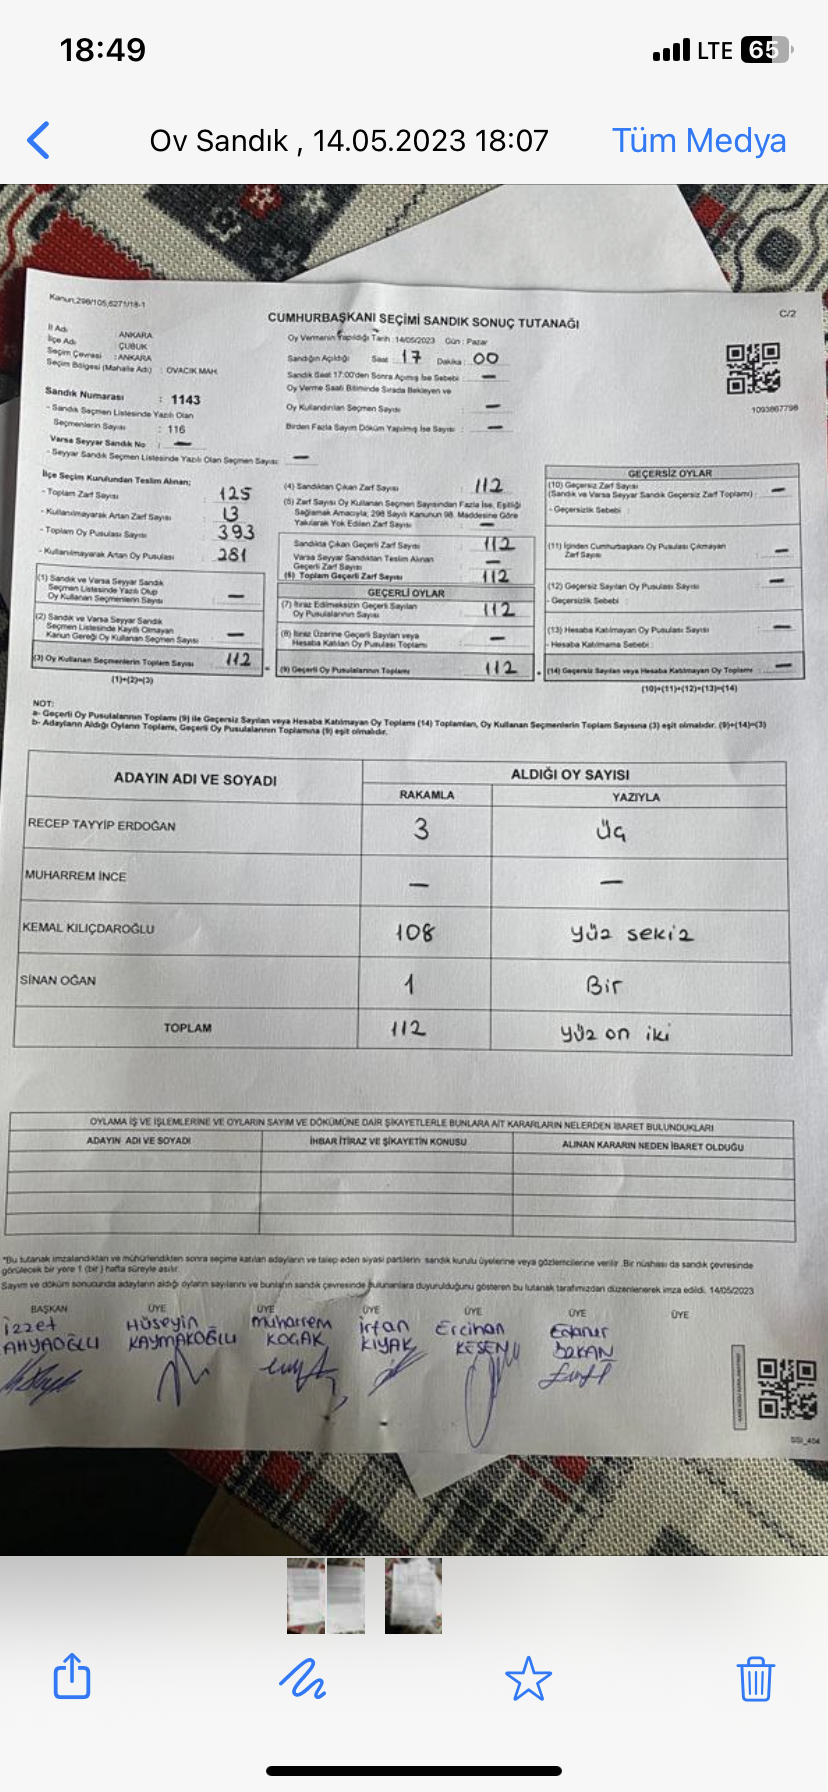 18:49
LTE 65
Ov Sandık , 14.05.2023 18:07
Tüm Medya
Kanun,298/105,6271/18-1
C/2
CUMHURBAŞKANI SEÇİMİ SANDIK SONUÇ TUTANAĞI
İl Adı : ANKARA
İlçe Adı : ÇUBUK
Seçim Çevresi : ANKARA
Seçim Bölgesi (Mahalle Adı) : OVACIK MAH.
Sandık Numarası : 1143
- Sandık Seçmen Listesinde Yazılı Olan
Seçmenlerin Sayısı : 116
Varsa Seyyar Sandık No : —
- Seyyar Sandık Seçmen Listesinde Yazılı Olan Seçmen Sayısı : —
Oy Vermenin Yapıldığı Tarih : 14/05/2023 Gün : Pazar
Sandığın Açıldığı Saat : 17 Dakika : 00
Sandık Saat 17:00'den Sonra Açılmış İse Sebebi : —
Oy Verme Saati Bitiminde Sırada Bekleyen ve
Oy Kullandırılan Seçmen Sayısı : —
Birden Fazla Sayım Döküm Yapılmış İse Sayısı : —
1093867798
İlçe Seçim Kurulundan Teslim Alınan;
- Toplam Zarf Sayısı : 125
- Kullanılmayarak Artan Zarf Sayısı : 13
- Toplam Oy Pusulası Sayısı : 393
- Kullanılmayarak Artan Oy Pusulası : 281
(1) Sandık ve Varsa Seyyar Sandık
Seçmen Listesinde Yazılı Olup
Oy Kullanan Seçmenlerin Sayısı : —
(2) Sandık ve Varsa Seyyar Sandık
Seçmen Listesinde Kayıtlı Olmayan
Kanun Gereği Oy Kullanan Seçmen Sayısı : —
(3) Oy Kullanan Seçmenlerin Toplam Sayısı : 112
(1)+(2)=(3)
(4) Sandıktan Çıkan Zarf Sayısı : 112
(5) Zarf Sayısı Oy Kullanan Seçmen Sayısından Fazla İse, Eşitliği
Sağlamak Amacıyla, 298 Sayılı Kanunun 98. Maddesine Göre
Yakılarak Yok Edilen Zarf Sayısı : —
Sandıkta Çıkan Geçerli Zarf Sayısı : 112
Varsa Seyyar Sandıktan Teslim Alınan
Geçerli Zarf Sayısı : —
(6) Toplam Geçerli Zarf Sayısı : 112
GEÇERLİ OYLAR
(7) İtiraz Edilmeksizin Geçerli Sayılan
Oy Pusulalarının Sayısı : 112
(8) İtiraz Üzerine Geçerli Sayılan veya
Hesaba Katılan Oy Pusulası Toplamı : —
(9) Geçerli Oy Pusulalarının Toplamı : 112
GEÇERSİZ OYLAR
(10) Geçersiz Zarf Sayısı
(Sandık ve Varsa Seyyar Sandık Geçersiz Zarf Toplamı) : —
- Geçersizlik Sebebi :
(11) İçinden Cumhurbaşkanı Oy Pusulası Çıkmayan
Zarf Sayısı : —
(12) Geçersiz Sayılan Oy Pusulası Sayısı : —
- Geçersizlik Sebebi :
(13) Hesaba Katılmayan Oy Pusulası Sayısı : —
- Hesaba Katılmama Sebebi :
(14) Geçersiz Sayılan veya Hesaba Katılmayan Oy Toplamı : —
(10)+(11)+(12)+(13)=(14)
NOT:
a- Geçerli Oy Pusulalarının Toplamı (9) ile Geçersiz Sayılan veya Hesaba Katılmayan Oy Toplamı (14) Toplamları, Oy Kullanan Seçmenlerin Toplam Sayısına (3) eşit olmalıdır. (9)+(14)=(3)
b- Adayların Aldığı Oyların Toplamı, Geçerli Oy Pusulalarının Toplamına (9) eşit olmalıdır.
ADAYIN ADI VE SOYADI
ALDIĞI OY SAYISI
RAKAMLA YAZIYLA
RECEP TAYYİP ERDOĞAN 3 üç
MUHARREM İNCE — —
KEMAL KILIÇDAROĞLU 108 yüz sekiz
SİNAN OĞAN 1 Bir
TOPLAM 112 yüz on iki
OYLAMA İŞ VE İŞLEMLERİNE VE OYLARIN SAYIM VE DÖKÜMÜNE DAİR ŞİKAYETLERLE BUNLARA AİT KARARLARIN NELERDEN İBARET BULUNDUKLARI
ADAYIN ADI VE SOYADI İHBAR İTİRAZ VE ŞİKAYETİN KONUSU ALINAN KARARIN NEDEN İBARET OLDUĞU
*Bu tutanak imzalandıktan ve mühürlendikten sonra seçime katılan adayların ve talep eden siyasi partilerin sandık kurulu üyelerine veya gözlemcilerine verilir. Bir nüshası da sandık çevresinde
görülecek bir yere 1 (bir) hafta süreyle asılır.
Sayım ve döküm sonucunda adayların aldığı oyların sayılarını ve bunların sandık çevresinde bulunanlara duyurulduğunu gösteren bu tutanak tarafımızdan düzenlenerek imza edildi. 14/05/2023
BAŞKAN ÜYE ÜYE ÜYE ÜYE ÜYE ÜYE
İzzet Hüseyin Muharrem İrfan Ercihan
AHYAOĞLU KAYMAKOĞLU KOÇAK KIYAK